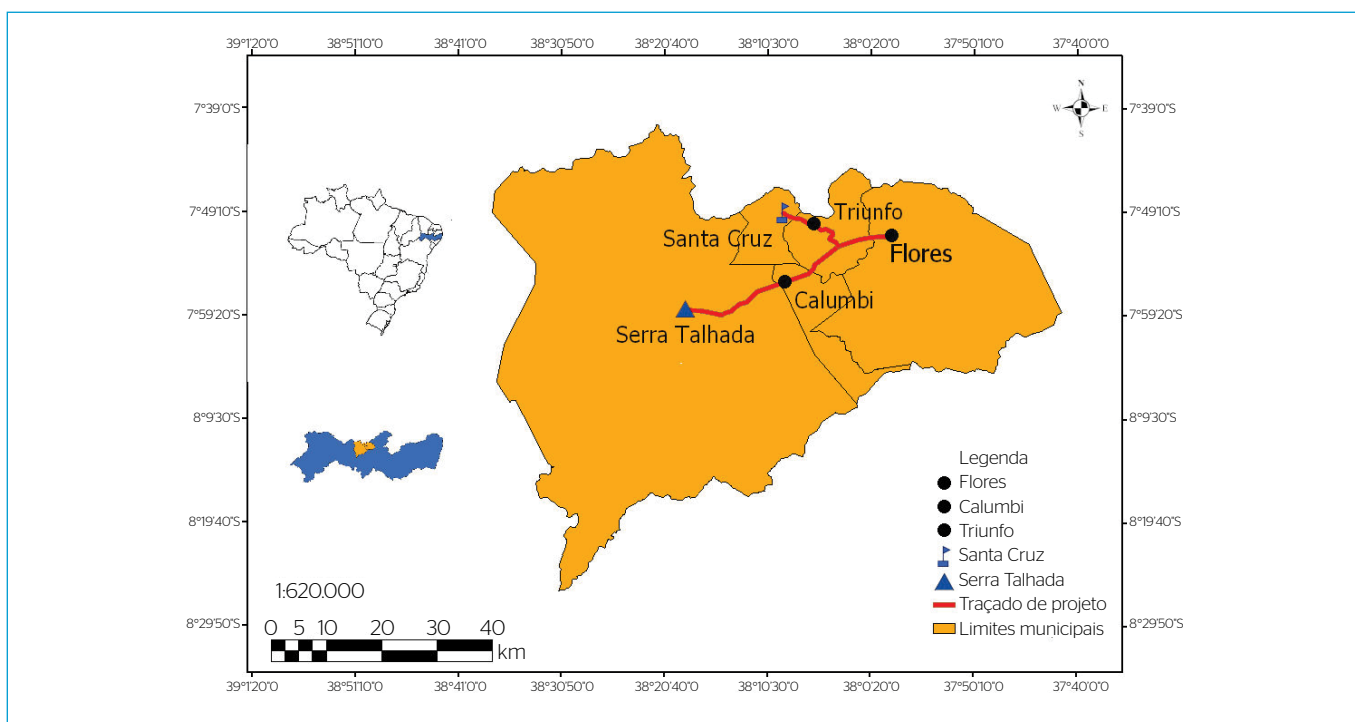 39°1'20"O 38°51'10"O 38°41'0"O 38°30'50"O 38°20'40"O 38°10'30"O 38°0'20"O 37°50'10"O 37°40'0"O
N
W E
S
7°39'0"S 7°39'0"S
7°49'10"S 7°49'10"S
Triunfo
Santa Cruz
Flores
Calumbi
7°59'20"S 7°59'20"S
Serra Talhada
8°9'30"S 8°9'30"S
Legenda
Flores
Calumbi
8°19'40"S 8°19'40"S
Triunfo
Santa Cruz
Serra Talhada
1:620.000
Traçado de projeto
8°29'50"S 8°29'50"S
Limites municipais
0 5 10 20 30 40
km
39°1'20"O 38°51'10"O 38°41'0"O 38°30'50"O 38°20'40"O 38°10'30"O 38°0'20"O 37°50'10"O 37°40'0"O